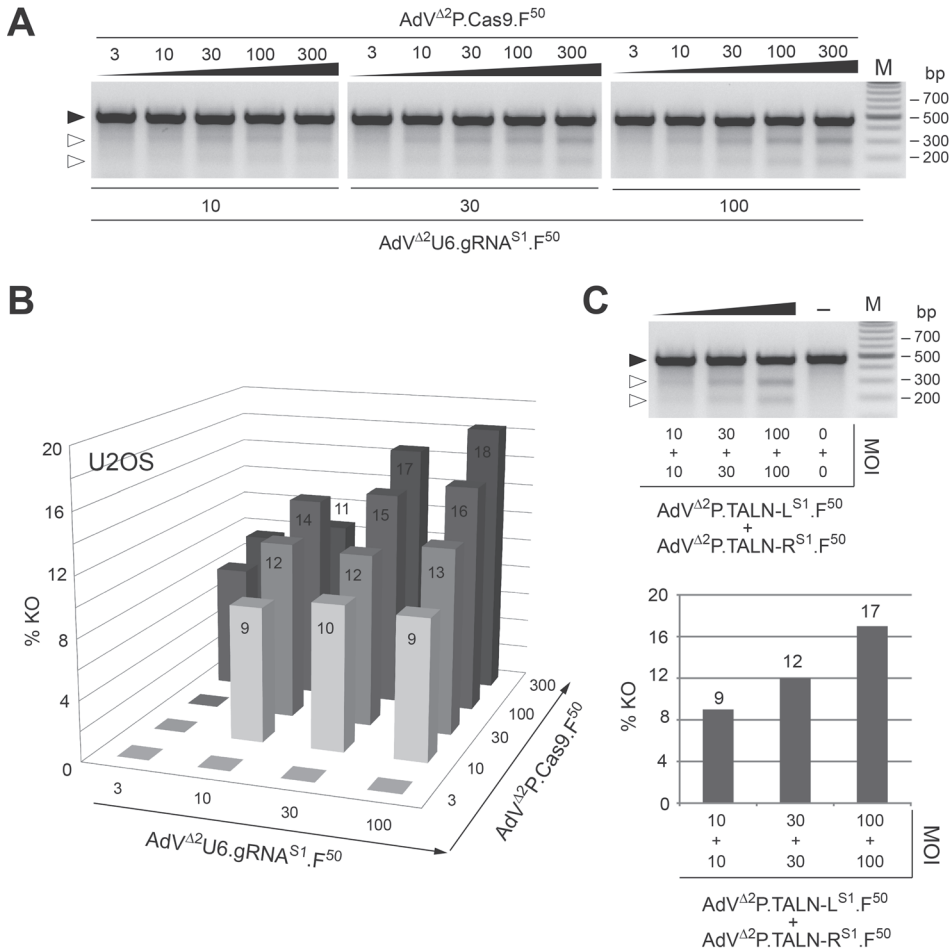 A
AdV^Δ2P.Cas9.F^50
3 10 30 100 300 3 10 30 100 300 3 10 30 100 300
M
bp
700
500
300
200
10 30 100
AdV^Δ2U6.gRNA^S1.F^50
B
U2OS
% KO
20
16
12
8
4
0
11 17 18
14 15 16
12 12 13
9 10 9
3 10 30 100
AdV^Δ2U6.gRNA^S1.F^50
3
10
30
100
300
AdV^Δ2P.Cas9.F^50
C
– M
bp
700
500
300
200
10 30 100 0
+ + + +
10 30 100 0
MOI
AdV^Δ2P.TALN-L^S1.F^50
+
AdV^Δ2P.TALN-R^S1.F^50
% KO
20
16
12
8
4
0
9 12 17
10 30 100
+ + +
10 30 100
MOI
AdV^Δ2P.TALN-L^S1.F^50
+
AdV^Δ2P.TALN-R^S1.F^50